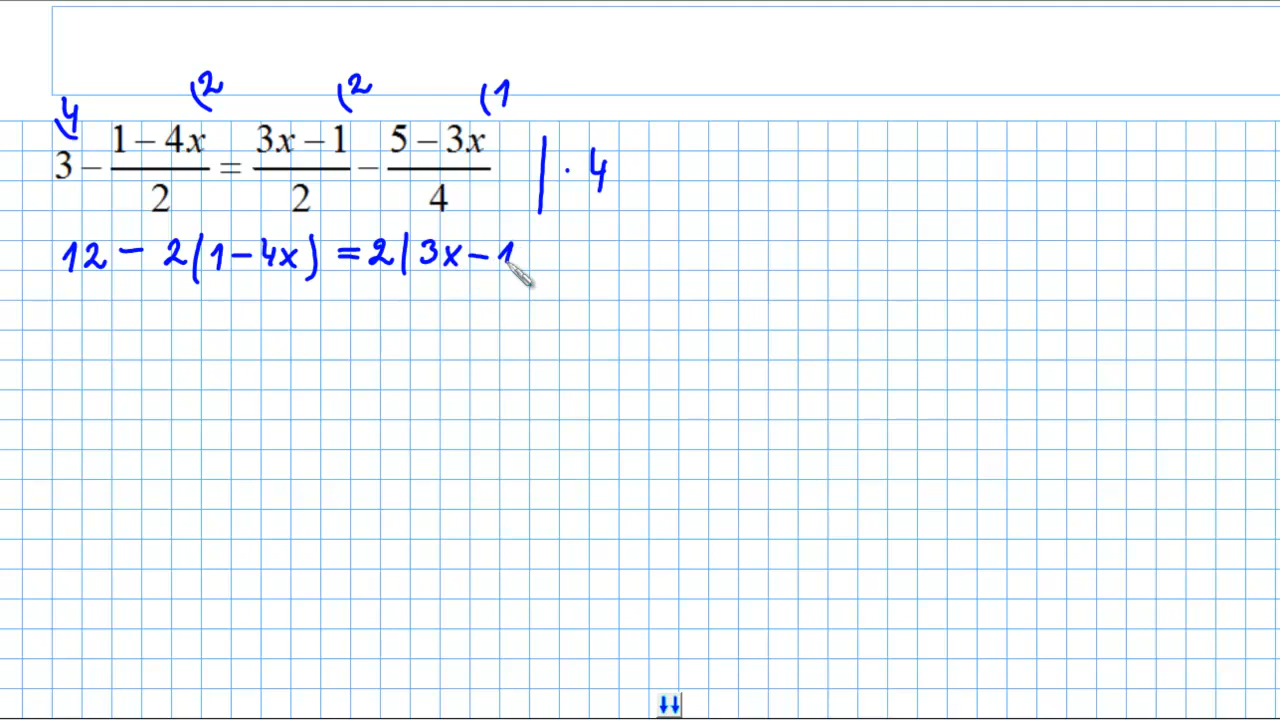 (4 (2 (2 (1
3 − (1 − 4x)/2 = (3x − 1)/2 − (5 − 3x)/4 | · 4
12 − 2(1 − 4x) = 2(3x − 1